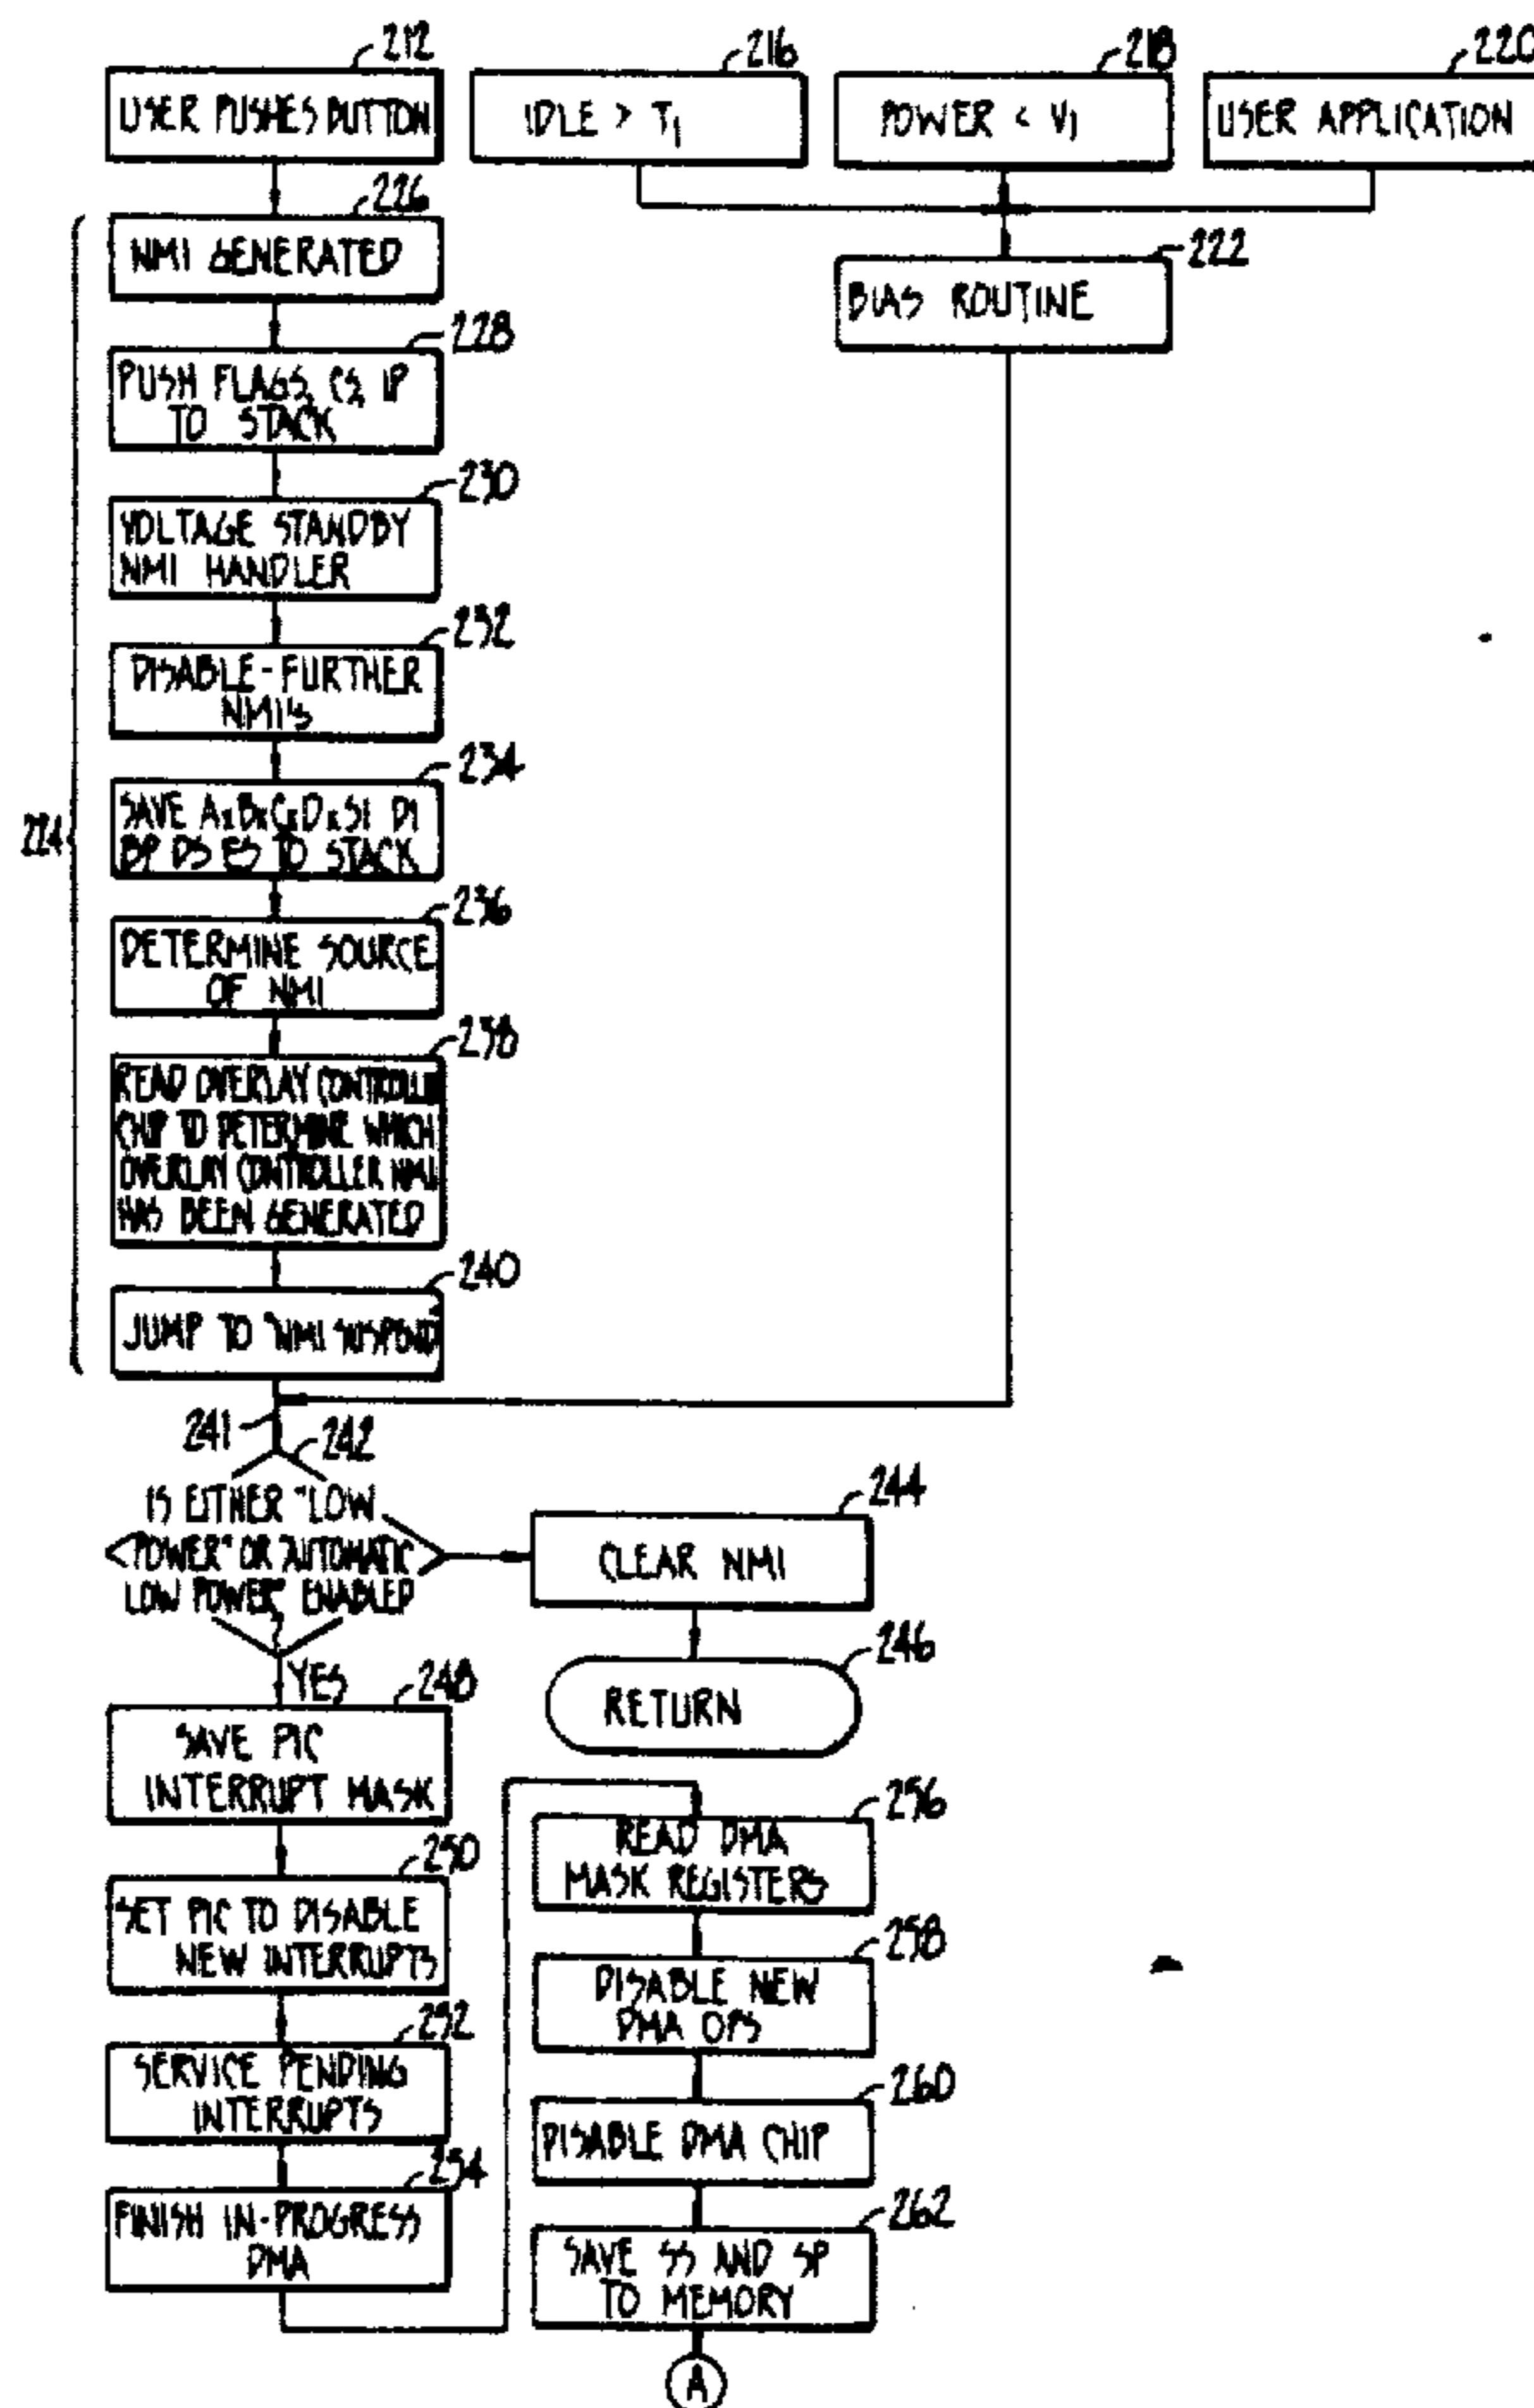 212
USER PUSHES BUTTON
216
IDLE > T1
218
POWER < V1
220
USER APPLICATION
226
NMI GENERATED
222
BIAS ROUTINE
228
PUSH FLAGS, CS, IP
TO STACK
230
VOLTAGE STANDBY
NMI HANDLER
232
DISABLE-FURTHER
NMI's
224
234
SAVE Ax Bx Cx Dx SI DI
BP DS ES TO STACK
236
DETERMINE SOURCE
OF NMI
238
READ OVERLAY CONTROLLER
CHIP TO DETERMINE WHICH
OVERLAY CONTROLLER NMI
HAS BEEN GENERATED
240
JUMP TO "NMI SUSPEND"
241
242
IS EITHER "LOW
POWER" OR "AUTOMATIC
LOW POWER" ENABLED
244
CLEAR NMI
246
RETURN
YES
248
SAVE PIC
INTERRUPT MASK
250
SET PIC TO DISABLE
NEW INTERRUPTS
252
SERVICE PENDING
INTERRUPTS
254
FINISH IN-PROGRESS
DMA
256
READ DMA
MASK REGISTERS
258
DISABLE NEW
DMA OPS
260
DISABLE DMA CHIP
262
SAVE SS AND SP
TO MEMORY
A